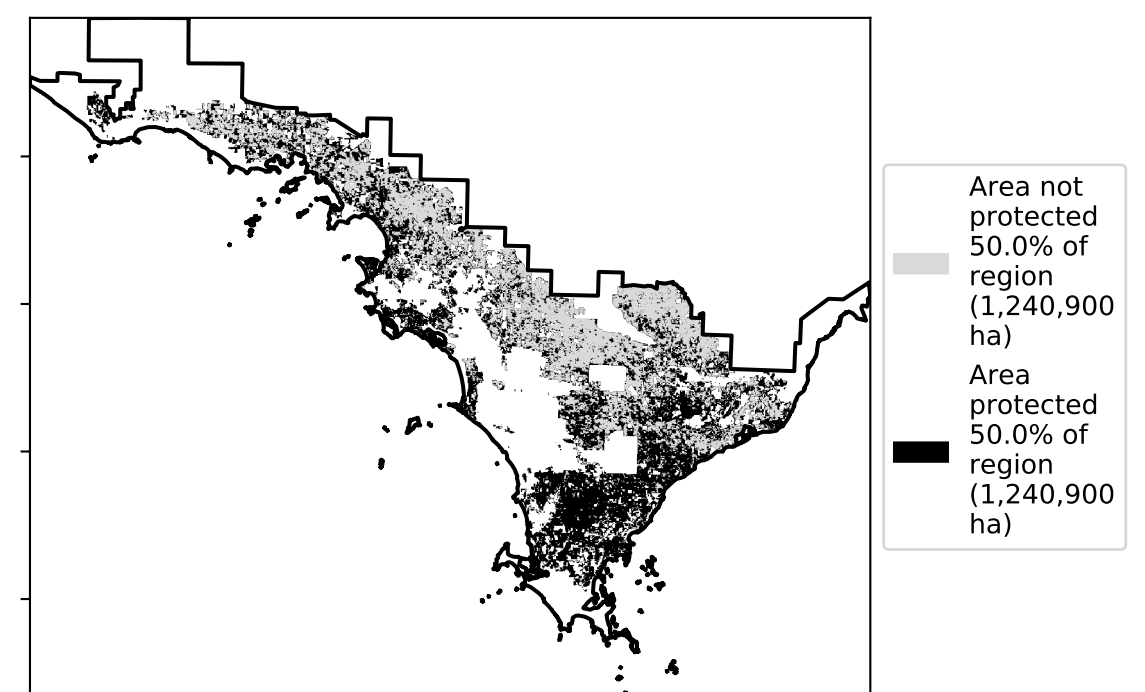 Area not
protected
50.0% of
region
(1,240,900
ha)
Area
protected
50.0% of
region
(1,240,900
ha)